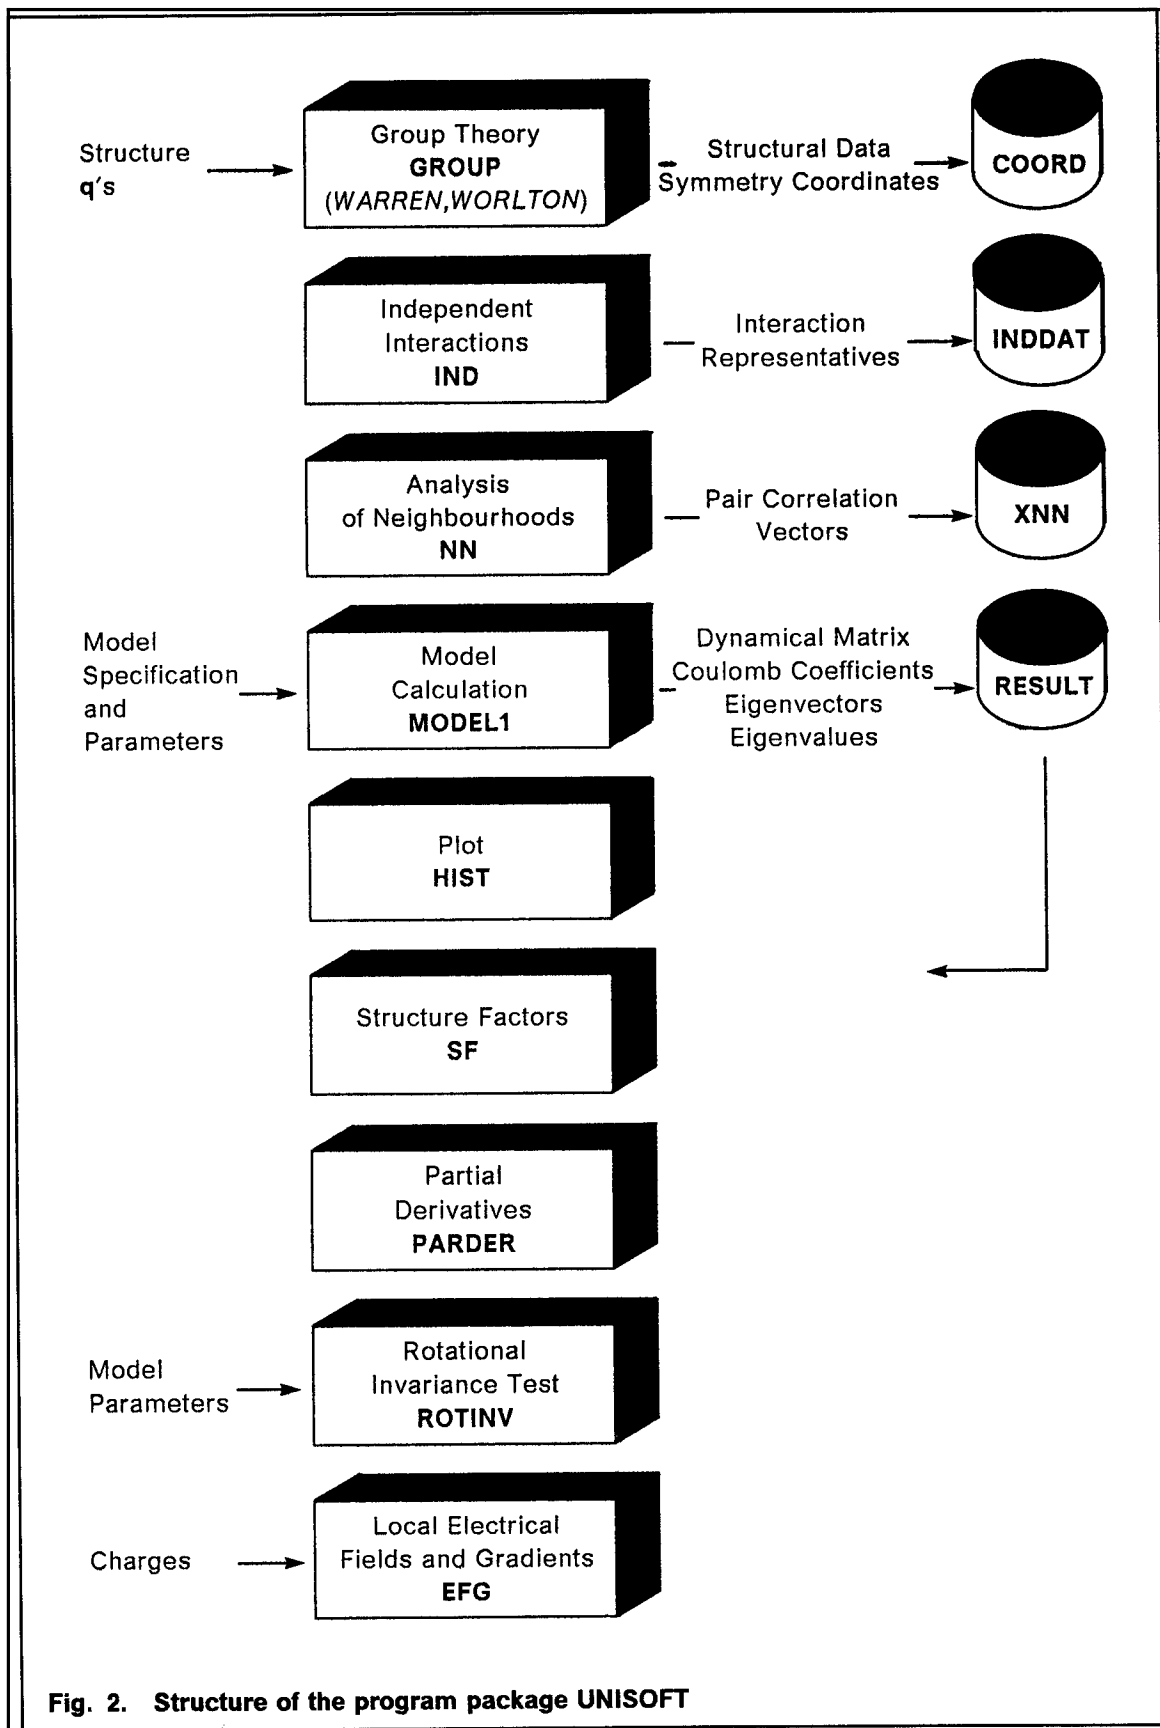 Structure
q's
Group Theory
GROUP
(WARREN,WORLTON)
Structural Data
Symmetry Coordinates
COORD
Independent
Interactions
IND
Interaction
Representatives
INDDAT
Analysis
of Neighbourhoods
NN
Pair Correlation
Vectors
XNN
Model
Specification
and
Parameters
Model
Calculation
MODEL1
Dynamical Matrix
Coulomb Coefficients
Eigenvectors
Eigenvalues
RESULT
Plot
HIST
Structure Factors
SF
Partial
Derivatives
PARDER
Model
Parameters
Rotational
Invariance Test
ROTINV
Charges
Local Electrical
Fields and Gradients
EFG
Fig. 2. Structure of the program package UNISOFT